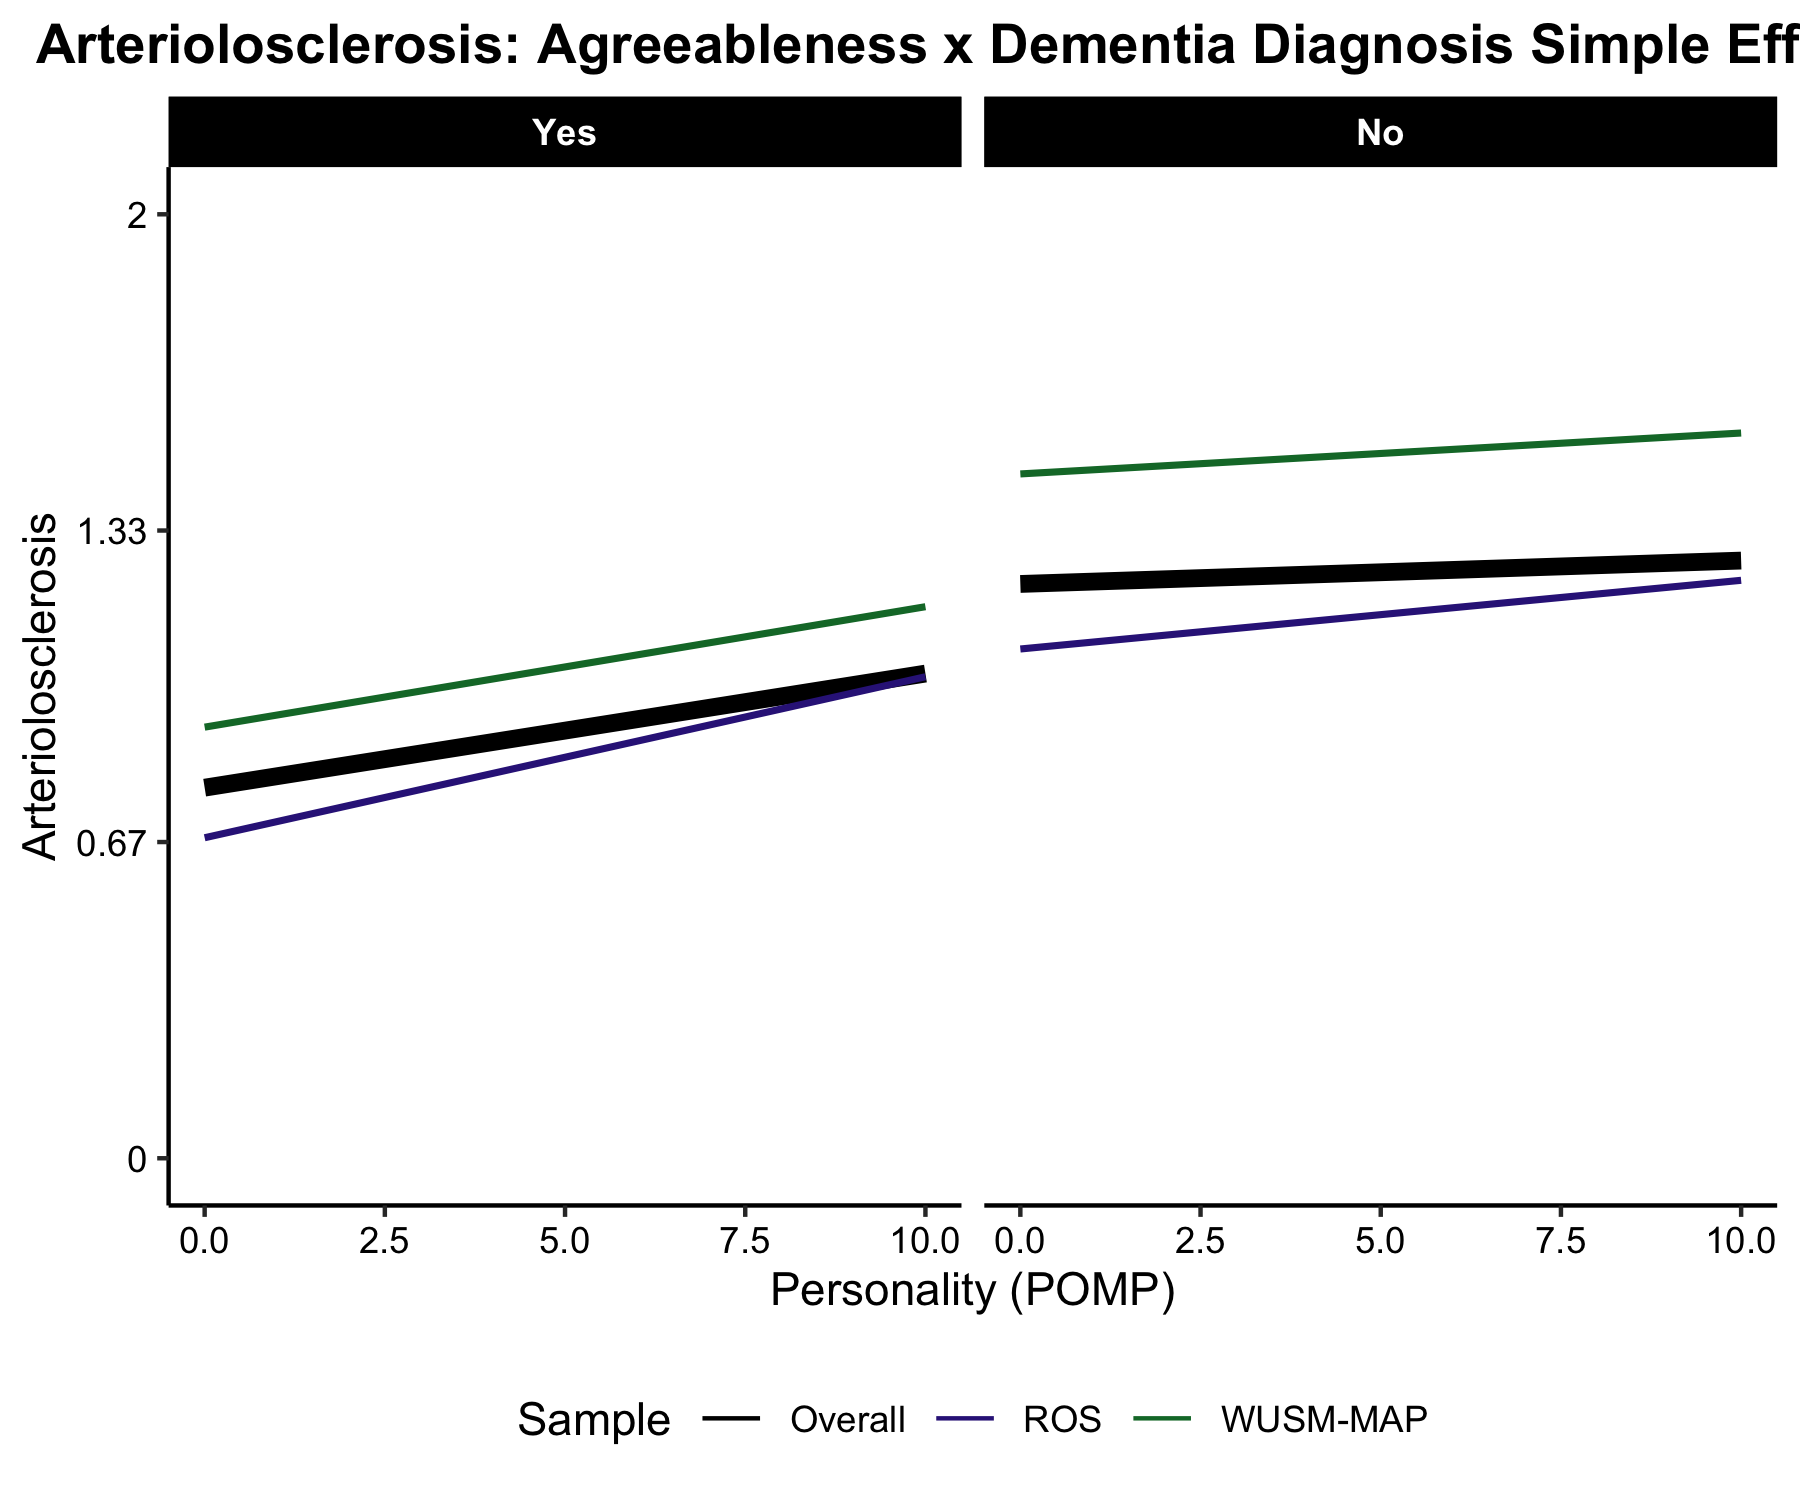 Arteriolosclerosis: Agreeableness x Dementia Diagnosis Simple Eff
Yes
No
Arteriolosclerosis
2
1.33
0.67
0
0.0 2.5 5.0 7.5 10.0 0.0 2.5 5.0 7.5 10.0
Personality (POMP)
Sample Overall ROS WUSM-MAP